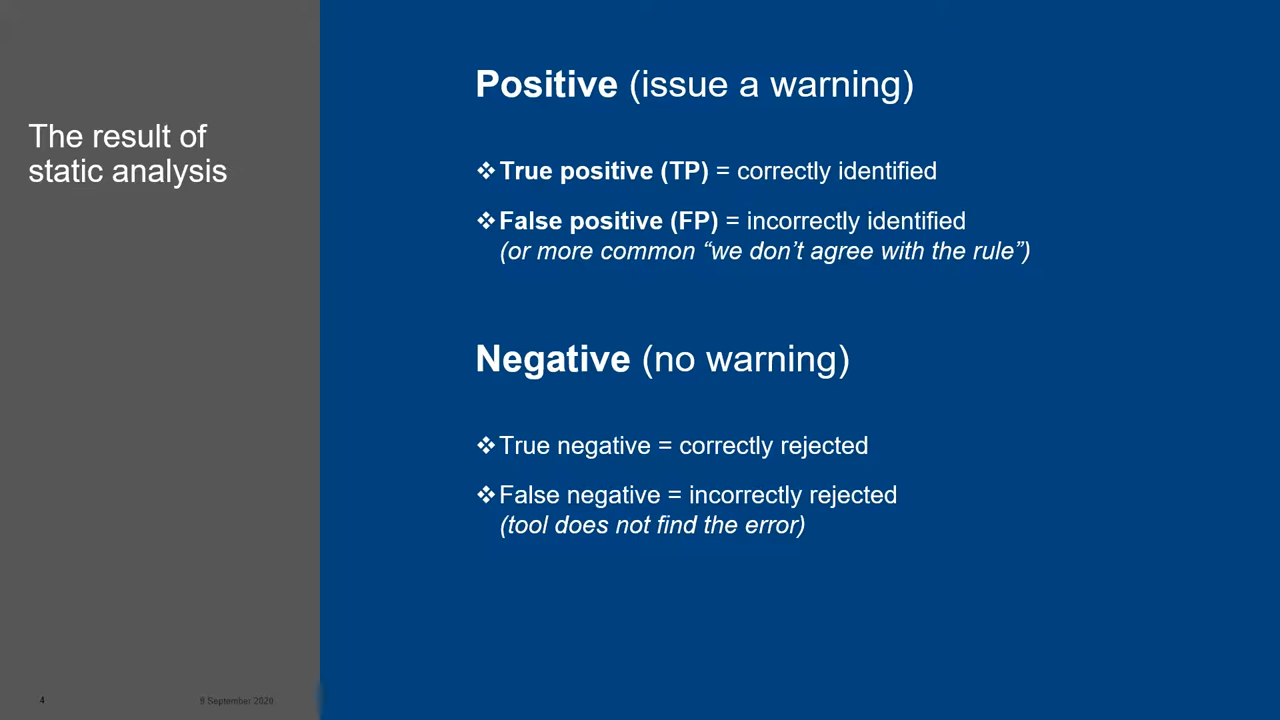 The result of
static analysis
Positive (issue a warning)
❖ True positive (TP) = correctly identified
❖ False positive (FP) = incorrectly identified
(or more common “we don’t agree with the rule”)
Negative (no warning)
❖ True negative = correctly rejected
❖ False negative = incorrectly rejected
(tool does not find the error)
4
9 September 2020